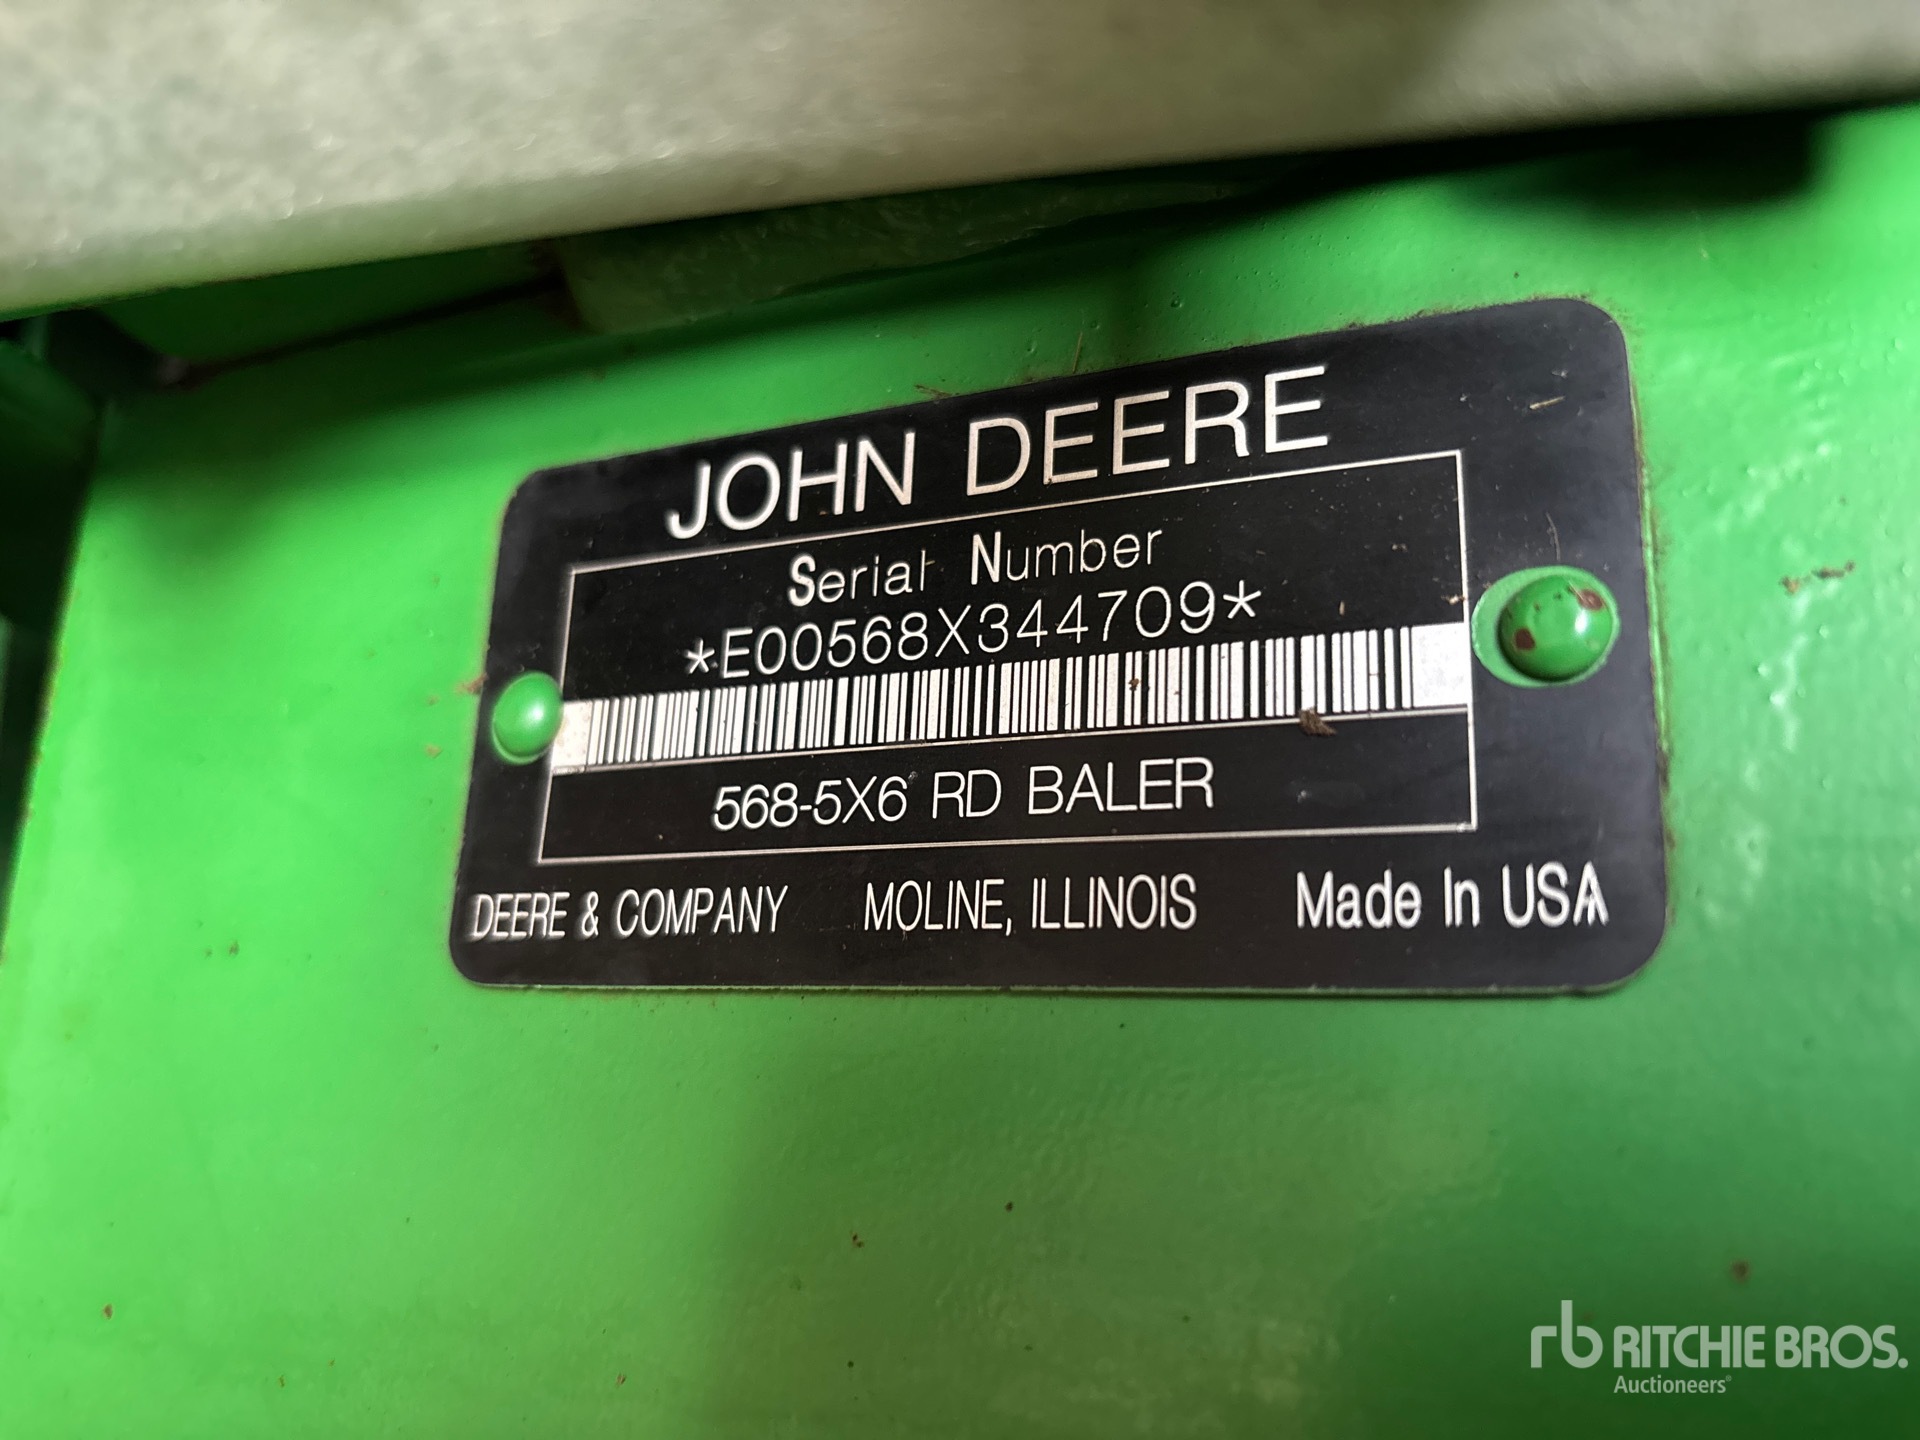 JOHN DEERE
Serial Number
*E00568X344709*
568-5X6 RD BALER
DEERE & COMPANY MOLINE, ILLINOIS Made In USA
rb RITCHIE BROS.
Auctioneers®